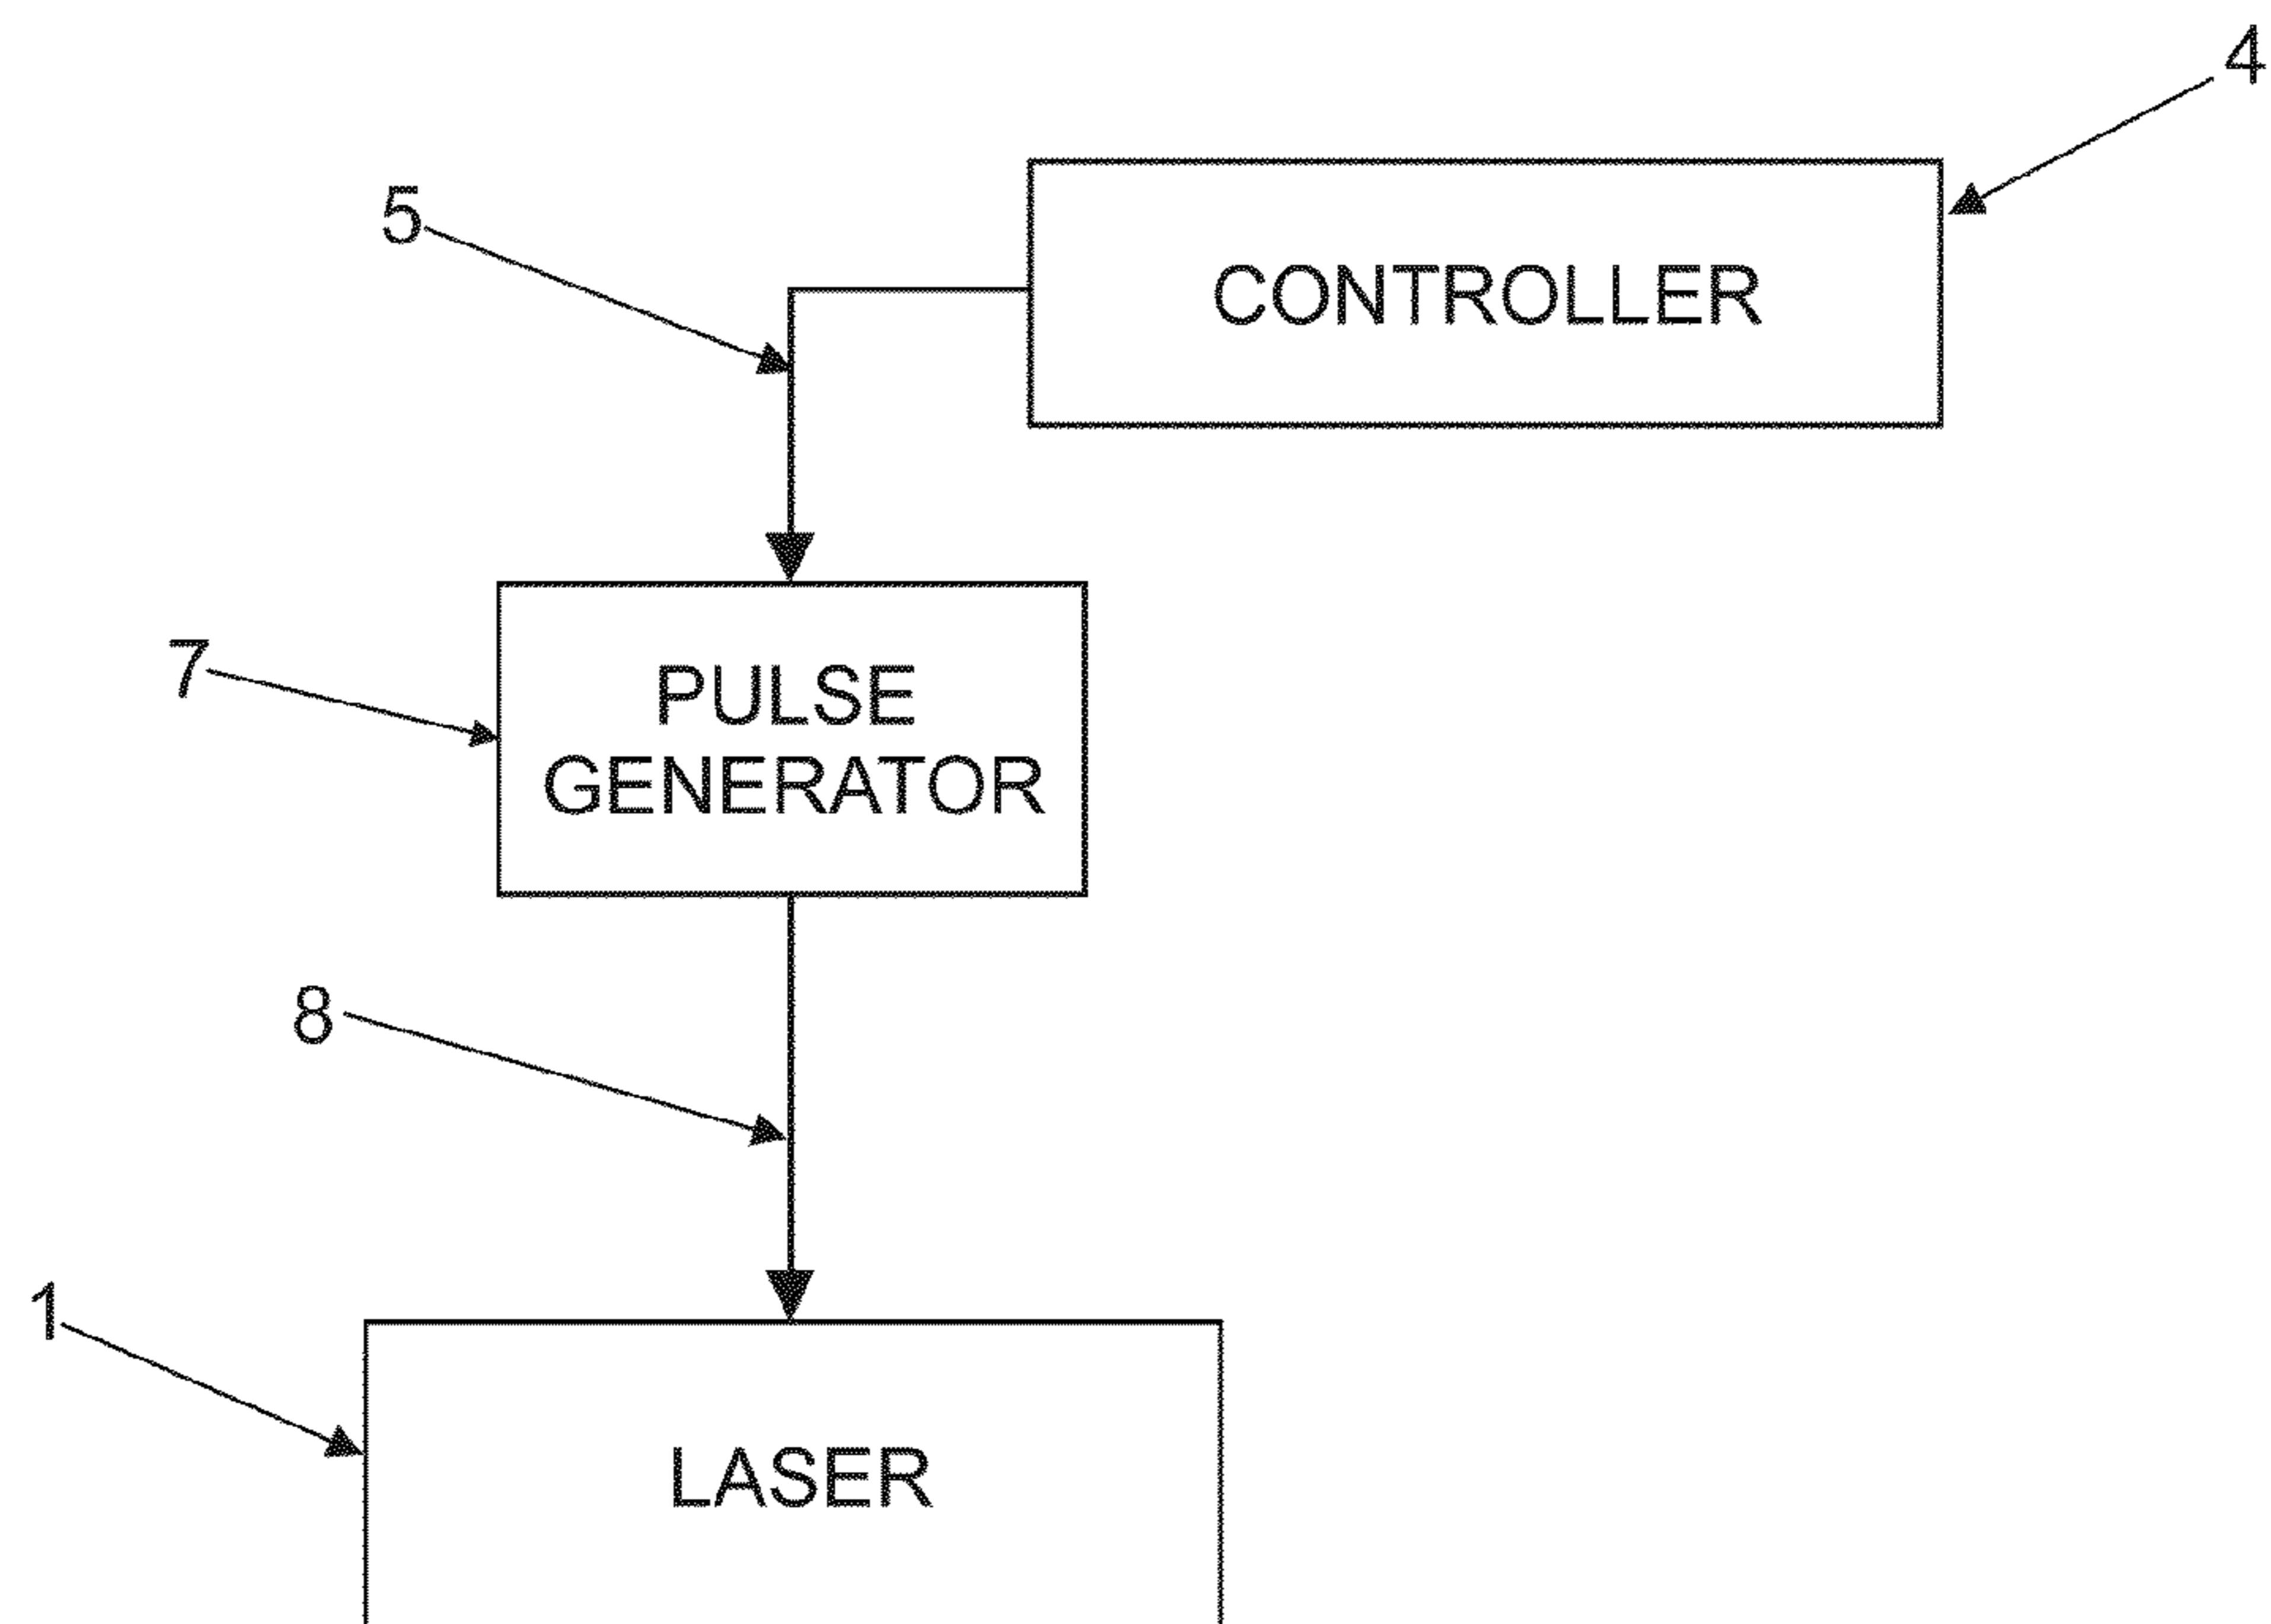 4
5
CONTROLLER
7
PULSE
GENERATOR
8
1
LASER